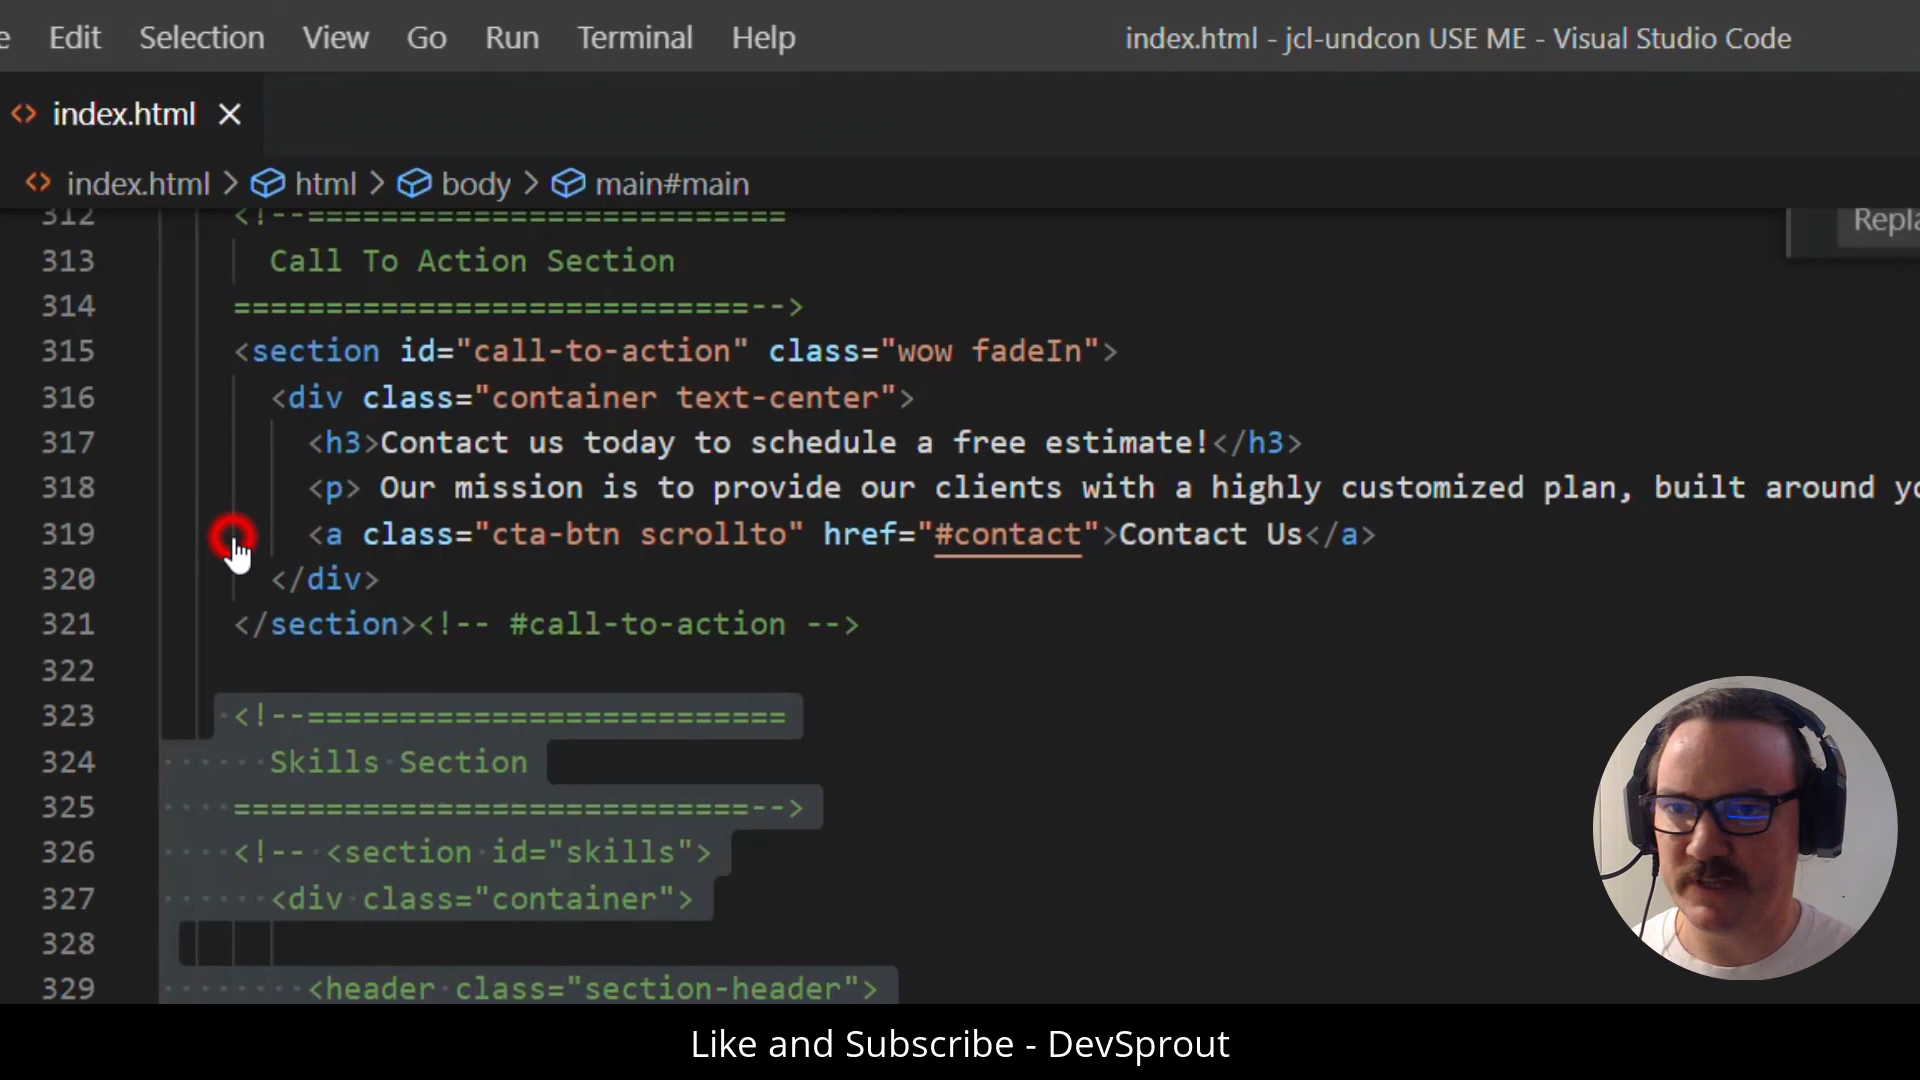 Edit Selection View Go Run Terminal Help index.html - jcl-undcon USE ME - Visual Studio Code
<> index.html ×
<> index.html > html > body > main#main
312 <!--==========================
313 Call To Action Section
314 ============================-->
315 <section id="call-to-action" class="wow fadeIn">
316 <div class="container text-center">
317 <h3>Contact us today to schedule a free estimate!</h3>
318 <p> Our mission is to provide our clients with a highly customized plan, built around
319 <a class="cta-btn scrollto" href="#contact">Contact Us</a>
320 </div>
321 </section><!-- #call-to-action -->
322
323 <!--==========================
324 Skills Section
325 ============================-->
326 <!-- <section id="skills">
327 <div class="container">
328
329 <header class="section-header">
Like and Subscribe - DevSprout